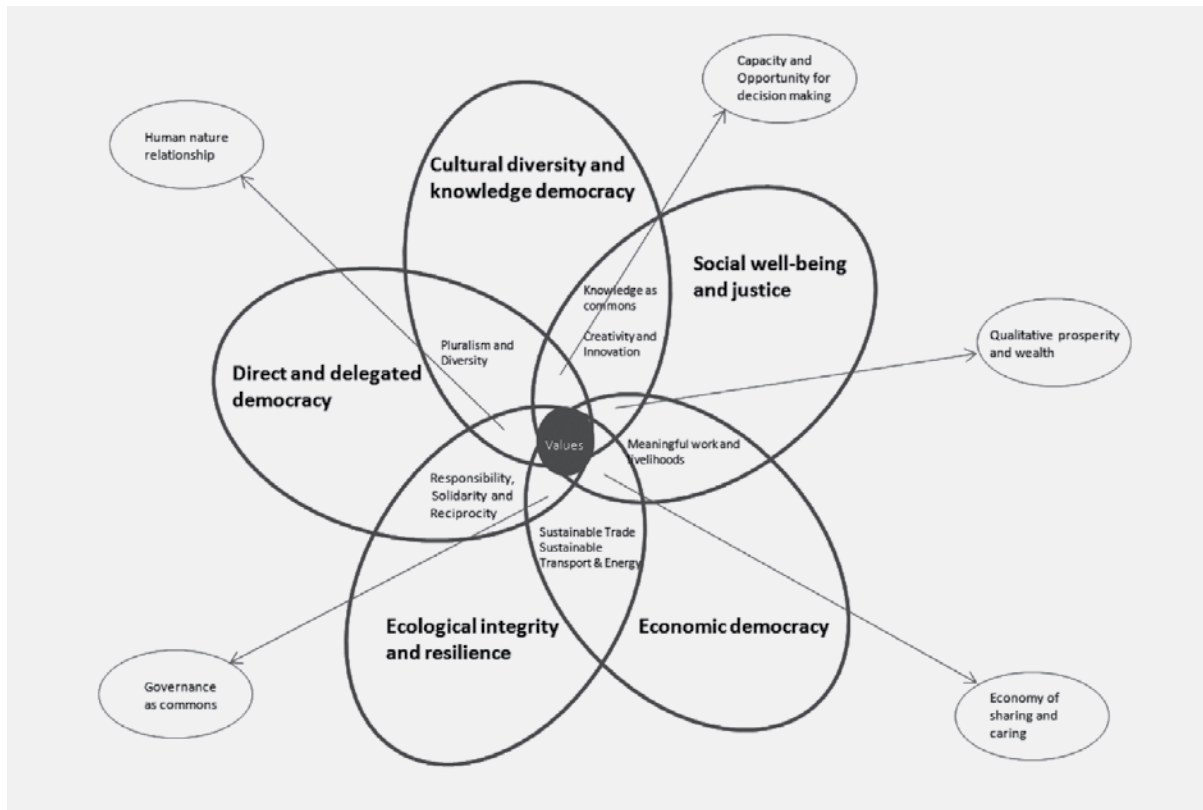 Capacity and
Opportunity for
decision making
Human nature
relationship
Cultural diversity and
knowledge democracy
Social well-being
and justice
Knowledge as
commons
Creativity and
Innovation
Qualitative prosperity
and wealth
Pluralism and
Diversity
Direct and delegated
democracy
Values
Meaningful work and
livelihoods
Responsibility,
Solidarity and
Reciprocity
Sustainable Trade
Sustainable
Transport & Energy
Ecological integrity
and resilience
Economic democracy
Governance
as commons
Economy of
sharing and
caring